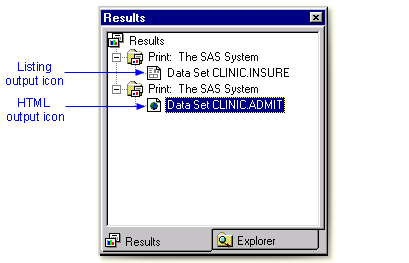 Results
Results
Print: The SAS System
Listing
output icon
Data Set CLINIC.INSURE
Print: The SAS System
HTML
output icon
Data Set CLINIC.ADMIT
Results
Explorer